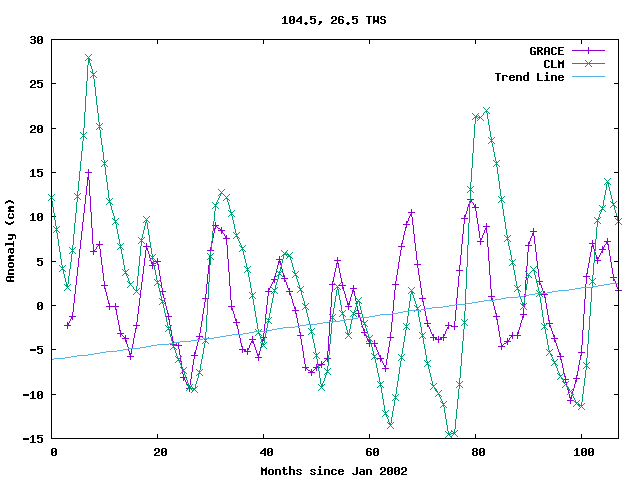 104.5, 26.5 TWS
GRACE
CLM
Trend Line
Anomaly (cm)
30
25
20
15
10
5
0
-5
-10
-15
0 20 40 60 80 100
Months since Jan 2002